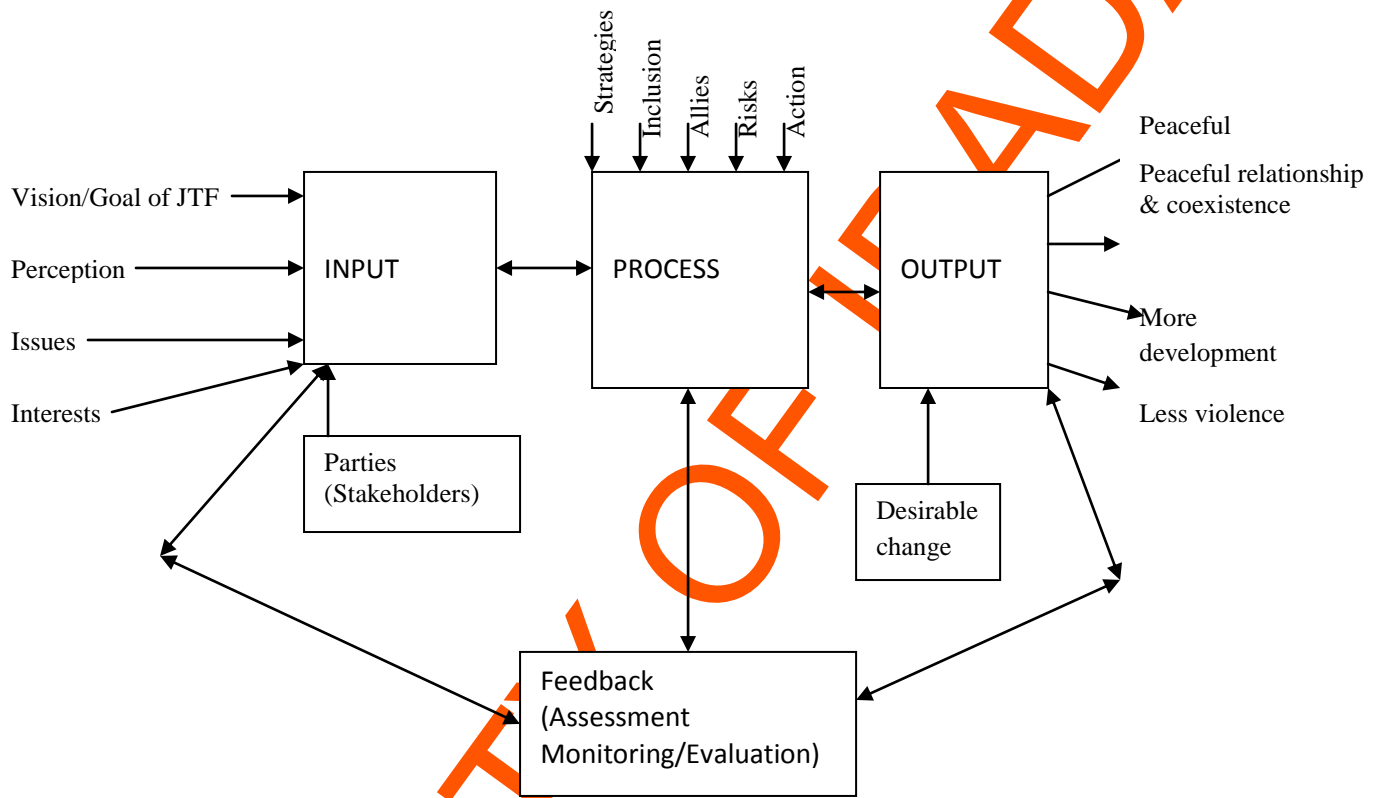 Strategies
Inclusion
Allies
Risks
Action
Vision/Goal of JTF
Perception
Issues
Interests
INPUT
PROCESS
OUTPUT
Peaceful
Peaceful relationship
& coexistence
More
development
Less violence
Parties
(Stakeholders)
Desirable
change
Feedback
(Assessment
Monitoring/Evaluation)
OF